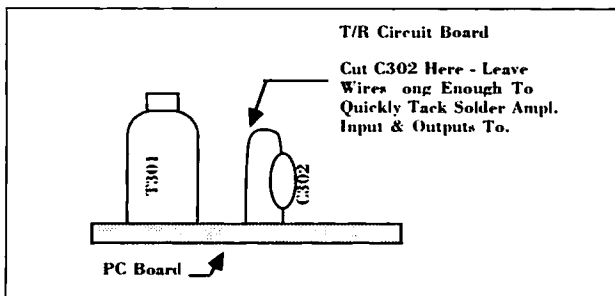 T/R Circuit Board
Cut C302 Here - Leave
Wires ong Enough To
Quickly Tack Solder Ampl.
Input & Outputs To.
T301
C302
PC Board